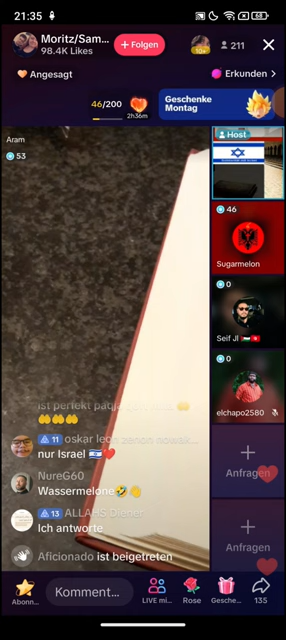 21:35
68
Moritz/Sam...
98.4K Likes
+ Folgen
10+
211
Angesagt
Erkunden >
46/200
2h36m
Geschenke
Montag
Aram
53
Host
46
Sugarmelon
0
Seif Jl
0
elchapo2580
ist perfekt
11 oskar leon zenon nowak...
nur Israel 🇮🇱❤️
NureG60
Wassermelone🤣👋
13 ALLAHS Diener
Ich antworte
Aficionado ist beigetreten
Anfragen
Anfragen
Abonn...
Komment...
LIVE mi...
Rose
Gesche...
135